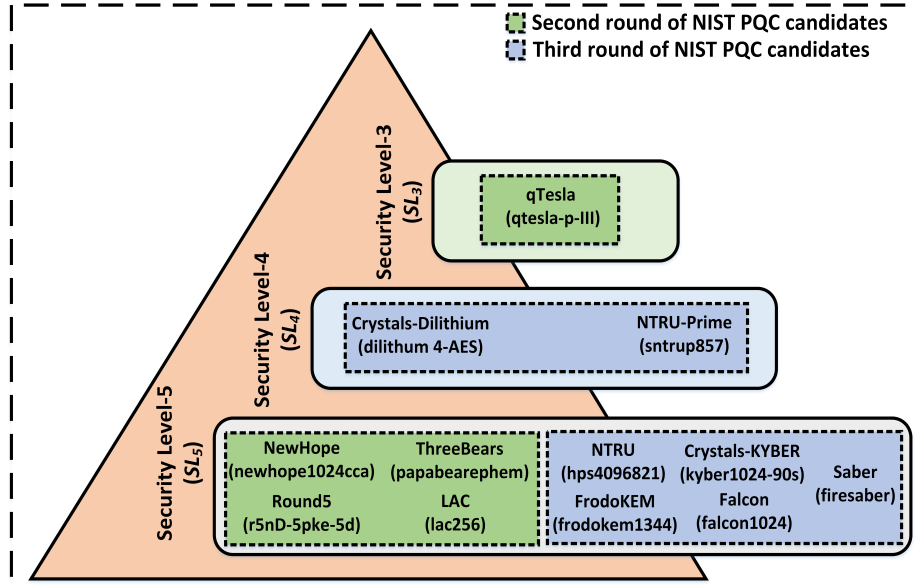 Second round of NIST PQC candidates
Third round of NIST PQC candidates
Security Level-3
(SL₃)
qTesla
(qtesla-p-III)
Security Level-4
(SL₄)
Crystals-Dilithium
(dilithum 4-AES)
NTRU-Prime
(sntrup857)
Security Level-5
(SL₅)
NewHope
(newhope1024cca)
ThreeBears
(papabearephem)
Round5
(r5nD-5pke-5d)
LAC
(lac256)
NTRU
(hps4096821)
Crystals-KYBER
(kyber1024-90s)
FrodoKEM
(frodokem1344)
Falcon
(falcon1024)
Saber
(firesaber)